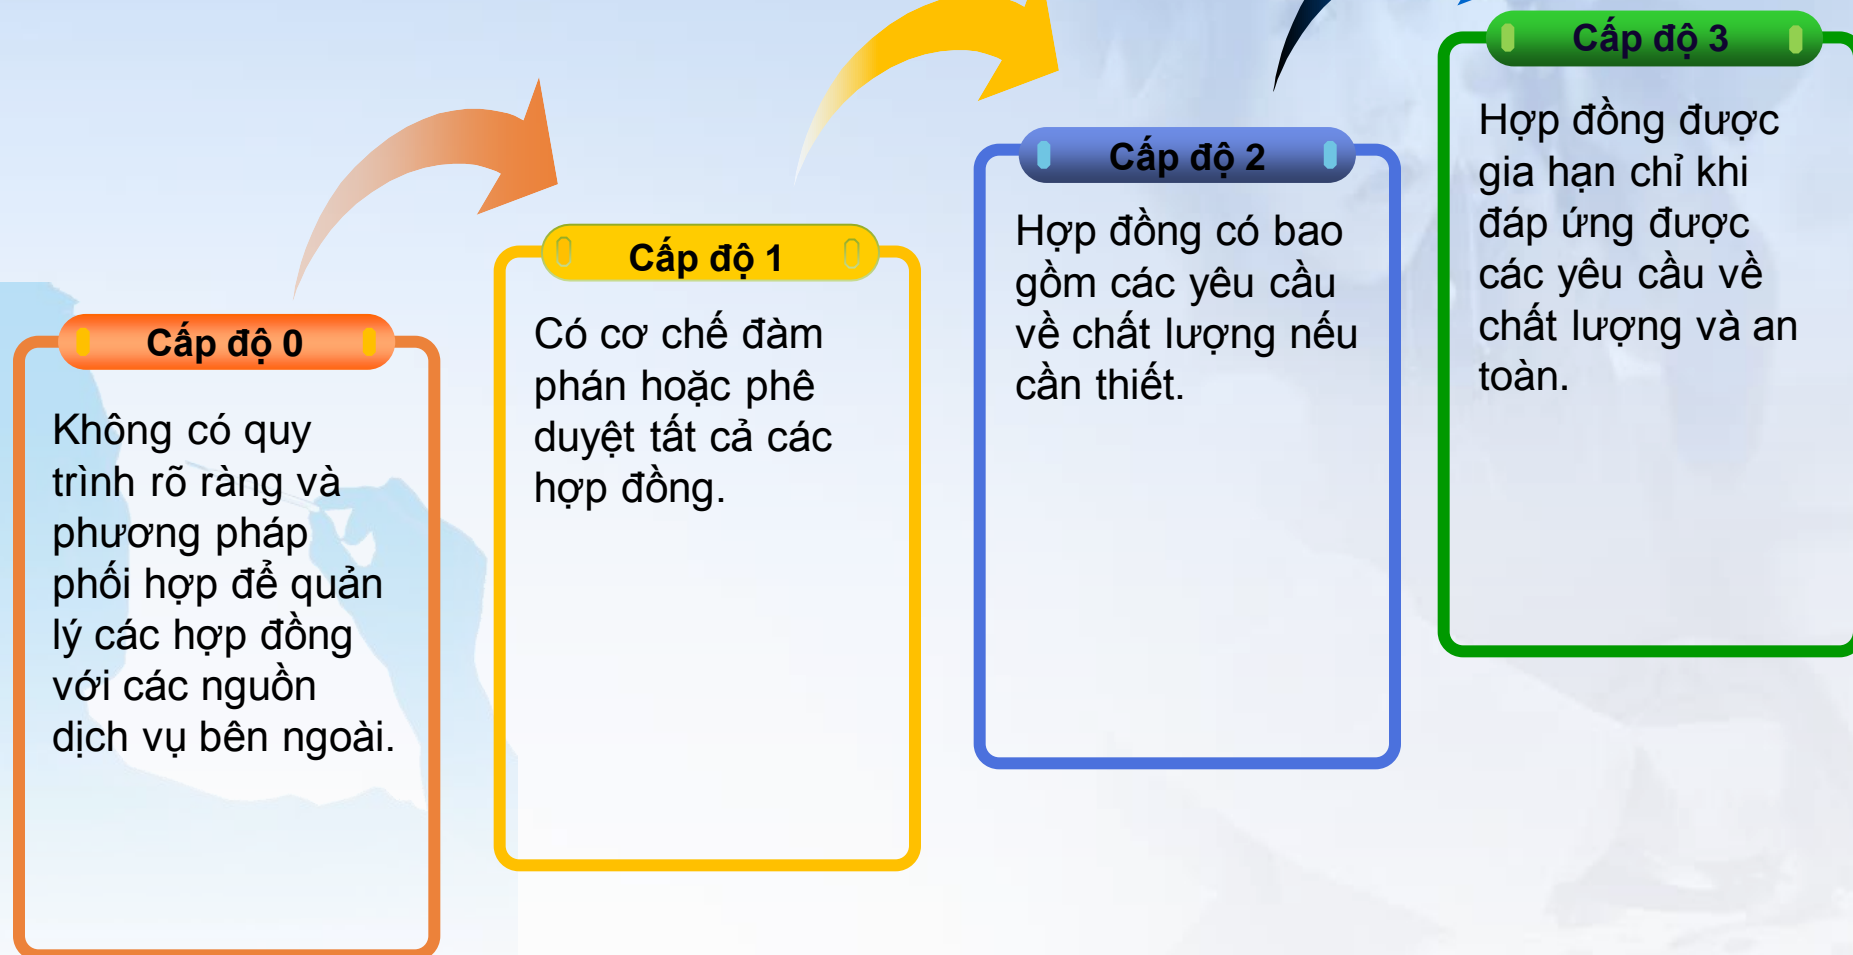 Cấp độ 0
Không có quy
trình rõ ràng và
phương pháp
phối hợp để quản
lý các hợp đồng
với các nguồn
dịch vụ bên ngoài.
Cấp độ 1
Có cơ chế đàm
phán hoặc phê
duyệt tất cả các
hợp đồng.
Cấp độ 2
Hợp đồng có bao
gồm các yêu cầu
về chất lượng nếu
cần thiết.
Cấp độ 3
Hợp đồng được
gia hạn chỉ khi
đáp ứng được
các yêu cầu về
chất lượng và an
toàn.